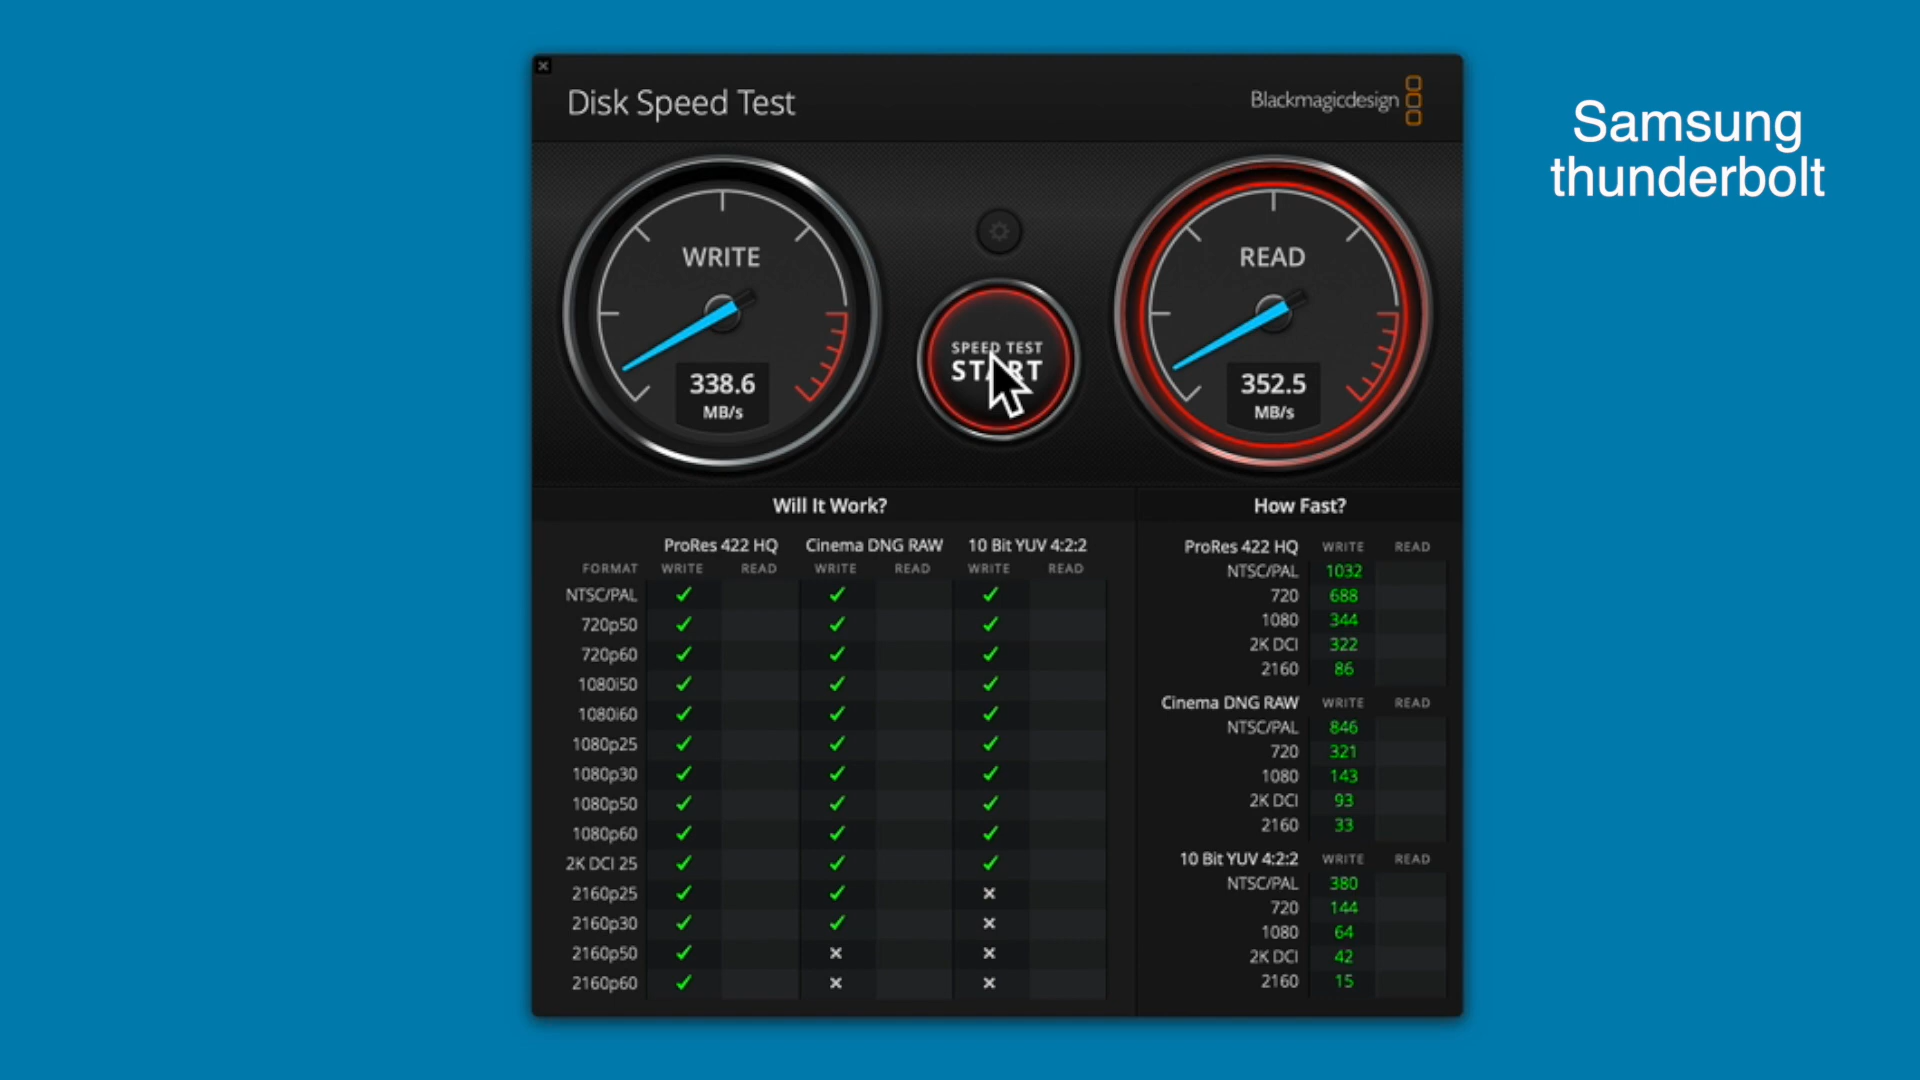 Disk Speed Test
Blackmagicdesign
Samsung
thunderbolt
WRITE
338.6
MB/s
SPEED TEST
START
READ
352.5
MB/s
Will It Work?
ProRes 422 HQ Cinema DNG RAW 10 Bit YUV 4:2:2
FORMAT WRITE READ WRITE READ WRITE READ
NTSC/PAL ✓ ✓ ✓
720p50 ✓ ✓ ✓
720p60 ✓ ✓ ✓
1080i50 ✓ ✓ ✓
1080i60 ✓ ✓ ✓
1080p25 ✓ ✓ ✓
1080p30 ✓ ✓ ✓
1080p50 ✓ ✓ ✓
1080p60 ✓ ✓ ✓
2K DCI 25 ✓ ✓ ✓
2160p25 ✓ ✓ ×
2160p30 ✓ ✓ ×
2160p50 ✓ × ×
2160p60 ✓ × ×
How Fast?
ProRes 422 HQ WRITE READ
NTSC/PAL 1032
720 688
1080 344
2K DCI 322
2160 86
Cinema DNG RAW WRITE READ
NTSC/PAL 846
720 321
1080 143
2K DCI 93
2160 33
10 Bit YUV 4:2:2 WRITE READ
NTSC/PAL 380
720 144
1080 64
2K DCI 42
2160 15